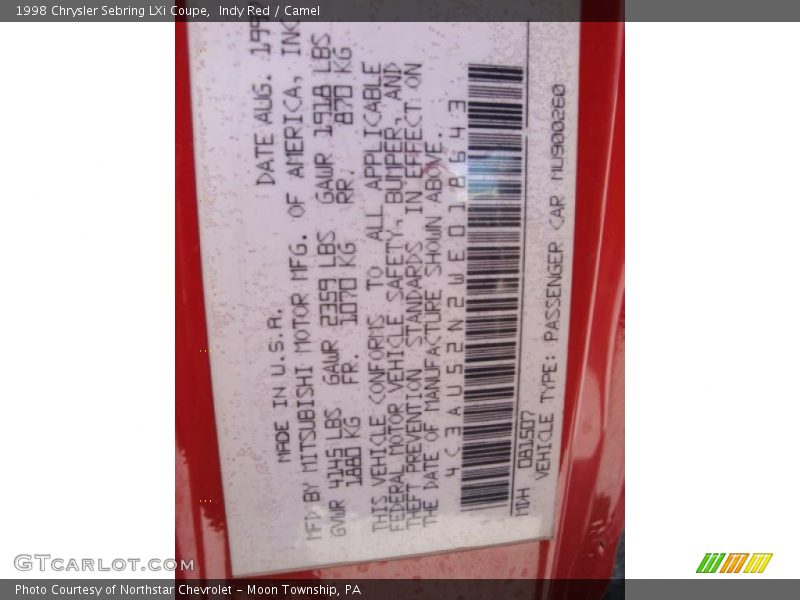 1998 Chrysler Sebring LXi Coupe, Indy Red / Camel
MADE IN U.S.A. DATE AUG. 199
MFD BY MITSUBISHI MOTOR MFG. OF AMERICA, INC
GVWR 4145 LBS GAWR 2359 LBS GAWR 1918 LBS
1880 KG FR. 1070 KG RR. 870 KG
THIS VEHICLE CONFORMS TO ALL APPLICABLE
FEDERAL MOTOR VEHICLE SAFETY, BUMPER, AND
THEFT PREVENTION STANDARDS IN EFFECT ON
THE DATE OF MANUFACTURE SHOWN ABOVE.
4C3AU52N2WE018643
MDH 081507
VEHICLE TYPE: PASSENGER CAR MU900260
GTCarLot.com
Photo Courtesy of Northstar Chevrolet - Moon Township, PA